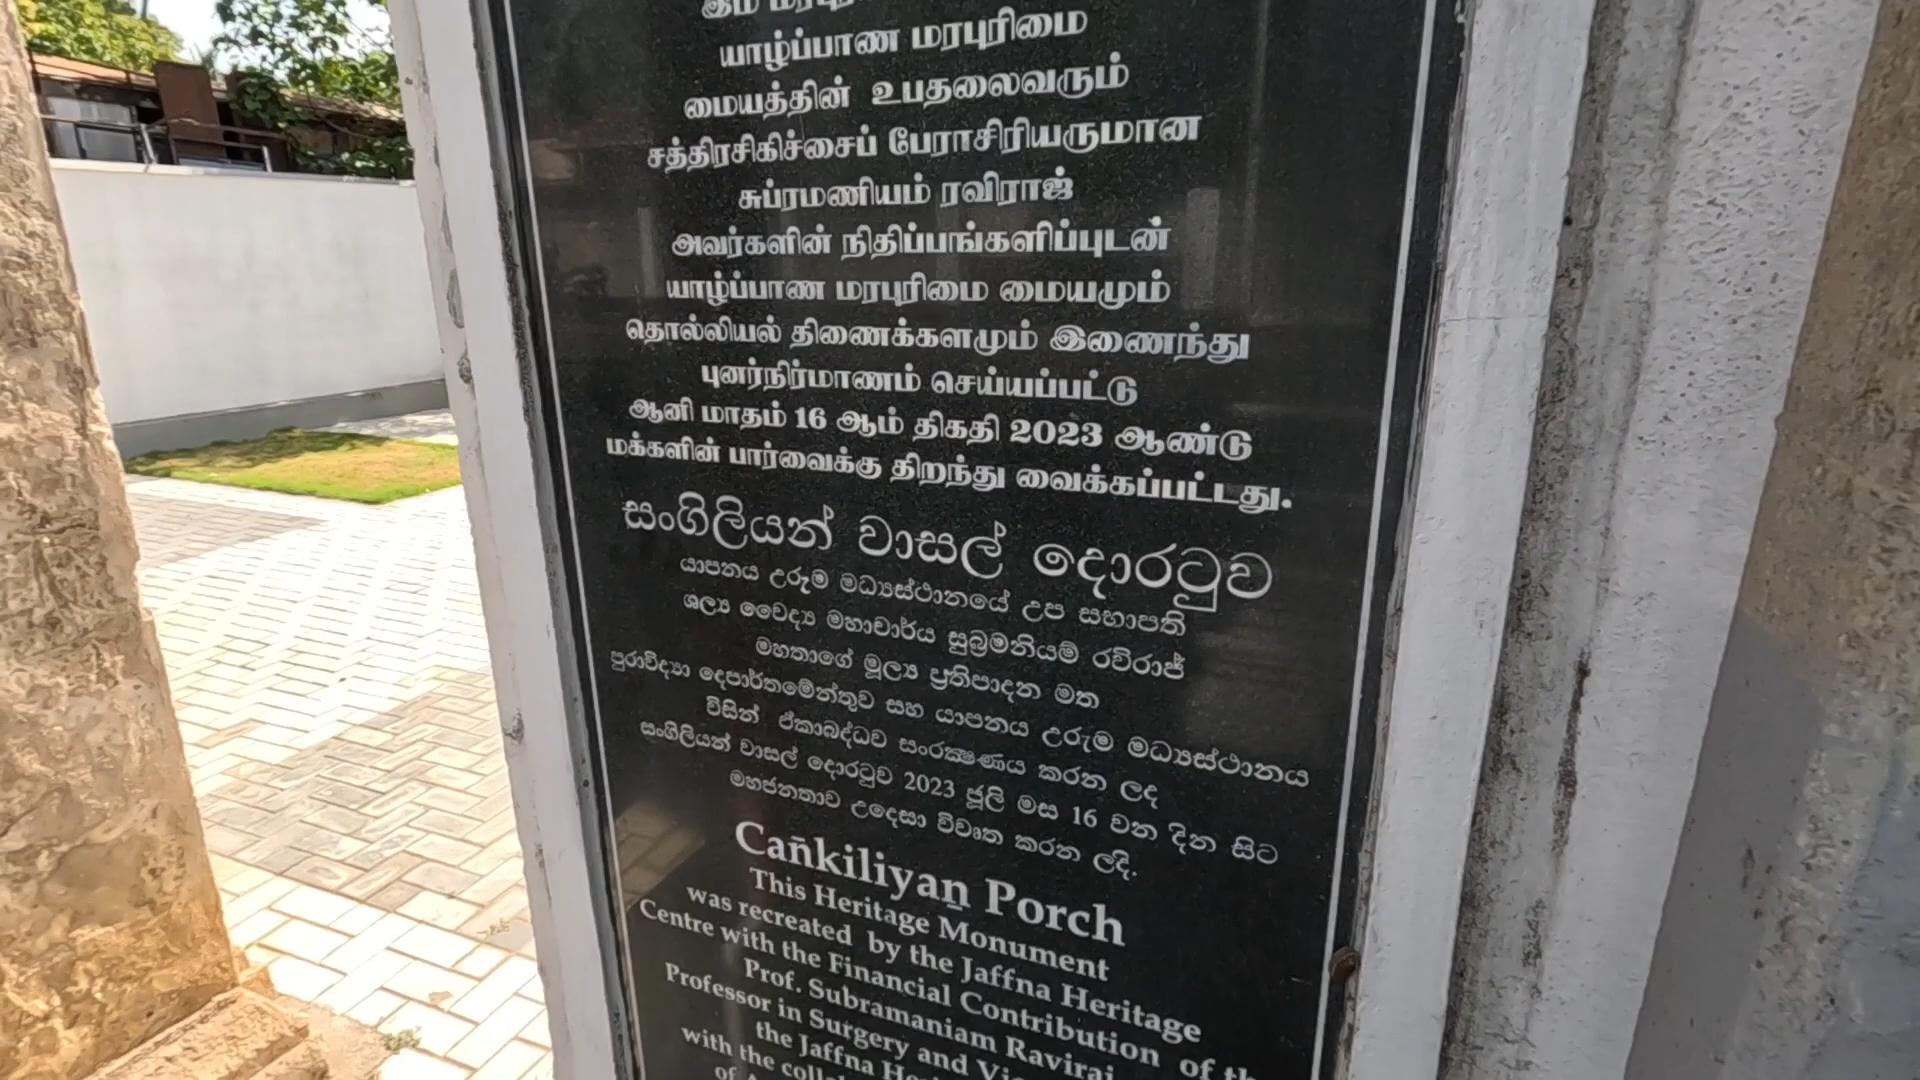 யாழ்ப்பாண மரபுரிமை
மையத்தின் உபதலைவரும்
சத்திரசிகிச்சைப் பேராசிரியருமான
சுப்ரமணியம் ரவிராஜ்
அவர்களின் நிதிப்பங்களிப்புடன்
யாழ்ப்பாண மரபுரிமை மையமும்
தொல்லியல் திணைக்களமும் இணைந்து
புனர்நிர்மாணம் செய்யப்பட்டு
ஆனி மாதம் 16 ஆம் திகதி 2023 ஆண்டு
மக்களின் பார்வைக்கு திறந்து வைக்கப்பட்டது.
සංගිලියන් වාසල් දොරටුව
යාපනය උරුම මධ්‍යස්ථානයේ උප සභාපති
ශල්‍ය වෛද්‍ය මහාචාර්ය සුබ්‍රමනියම් රවිරාජ්
මහතාගේ මූල්‍ය ප්‍රතිපාදන මත
පුරාවිද්‍යා දෙපාර්තමේන්තුව සහ යාපනය උරුම මධ්‍යස්ථානය
විසින් ඒකාබද්ධව සංරක්ෂණය කරන ලද
සංගිලියන් වාසල් දොරටුව 2023 ජූලි මස 16 වන දින සිට
මහජනතාව උදෙසා විවෘත කරන ලදි.
Cañkiliyaṉ Porch
This Heritage Monument
was recreated by the Jaffna Heritage
Centre with the Financial Contribution of
Prof. Subramaniam Raviraj
Professor in Surgery and
the Jaffna
with the
of